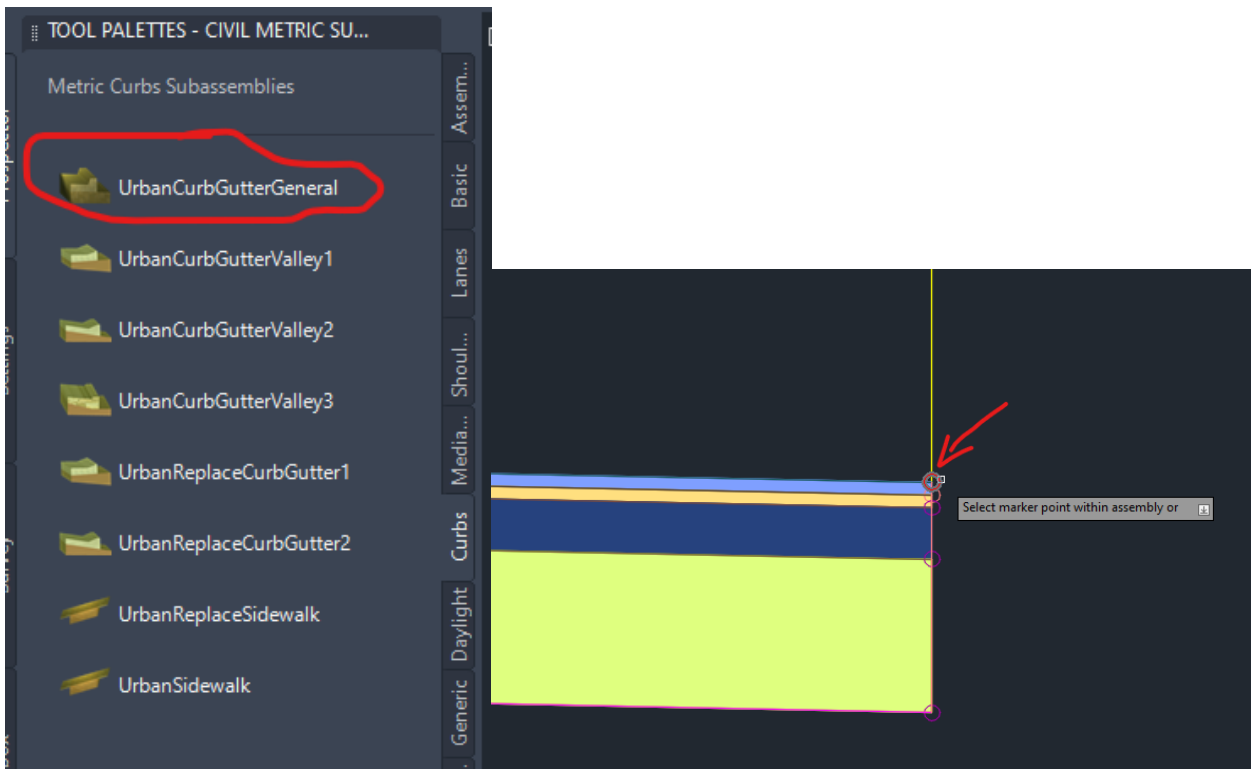 TOOL PALETTES - CIVIL METRIC SU...
Metric Curbs Subassemblies
UrbanCurbGutterGeneral
UrbanCurbGutterValley1
UrbanCurbGutterValley2
UrbanCurbGutterValley3
UrbanReplaceCurbGutter1
UrbanReplaceCurbGutter2
UrbanReplaceSidewalk
UrbanSidewalk
Assem...
Basic
Lanes
Shoul...
Media...
Curbs
Daylight
Generic
Select marker point within assembly or